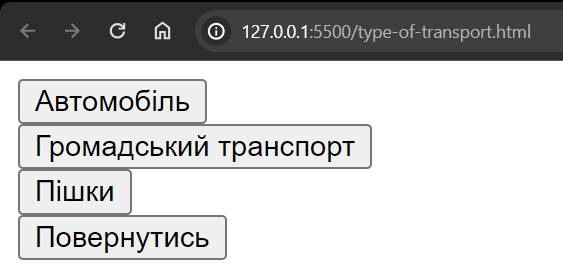 127.0.0.1:5500/type-of-transport.html
Автомобіль
Громадський транспорт
Пішки
Повернутись